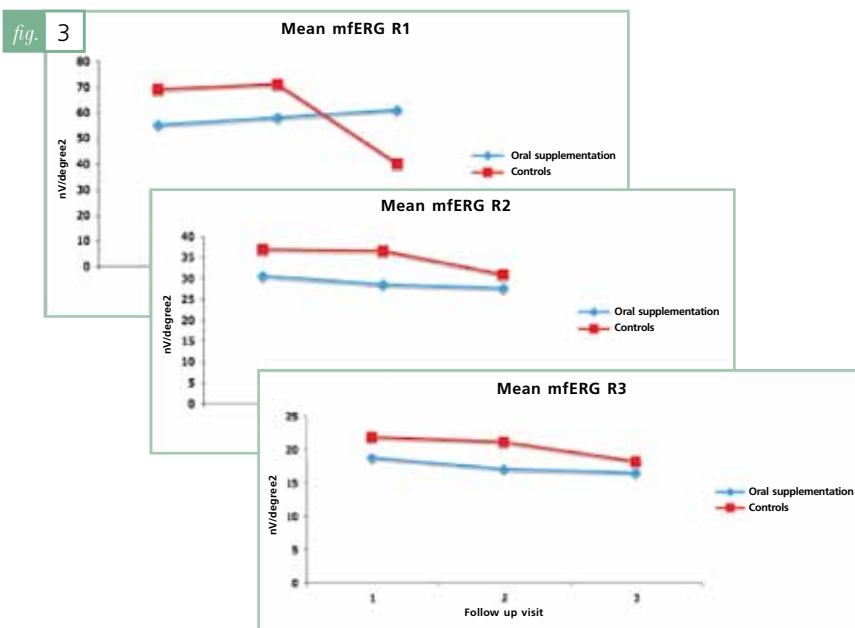 fig. 3
Mean mfERG R1
80
70
60
50
40
30
20
10
0
nV/degree2
Oral supplementation
Controls
Mean mfERG R2
40
35
30
25
20
15
10
5
0
nV/degree2
Oral supplementation
Controls
Mean mfERG R3
25
20
15
10
5
0
nV/degree2
Oral supplementation
Controls
1 2 3
Follow up visit